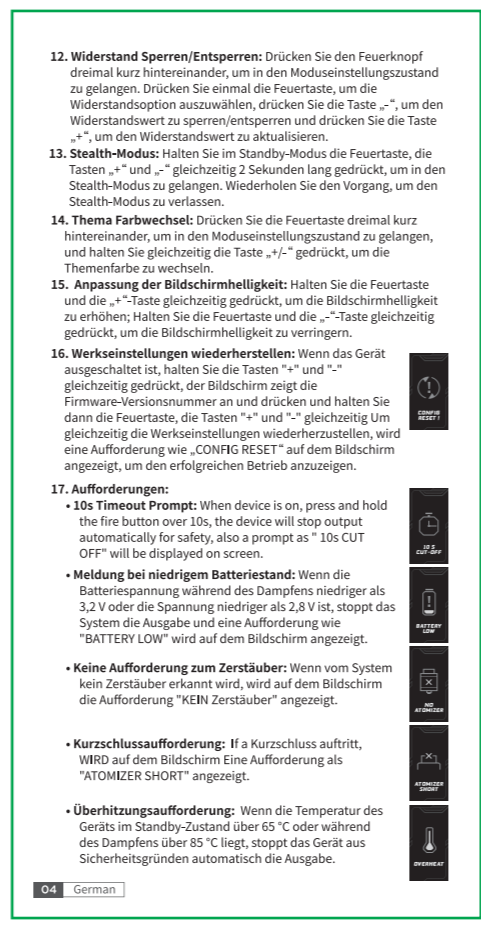 12. Widerstand Sperren/Entsperren: Drücken Sie den Feuerknopf
dreimal kurz hintereinander, um in den Moduseinstellungszustand
zu gelangen. Drücken Sie einmal die Feuertaste, um die
Widerstandsoption auszuwählen, drücken Sie die Taste „-“, um den
Widerstandswert zu sperren/entsperren und drücken Sie die Taste
„+“, um den Widerstandswert zu aktualisieren.
13. Stealth-Modus: Halten Sie im Standby-Modus die Feuertaste, die
Tasten „+“ und „-“ gleichzeitig 2 Sekunden lang gedrückt, um in den
Stealth-Modus zu gelangen. Wiederholen Sie den Vorgang, um den
Stealth-Modus zu verlassen.
14. Thema Farbwechsel: Drücken Sie die Feuertaste dreimal kurz
hintereinander, um in den Moduseinstellungszustand zu gelangen,
und halten Sie gleichzeitig die Taste „+/-“ gedrückt, um die
Themenfarbe zu wechseln.
15. Anpassung der Bildschirmhelligkeit: Halten Sie die Feuertaste
und die „+“-Taste gleichzeitig gedrückt, um die Bildschirmhelligkeit
zu erhöhen; Halten Sie die Feuertaste und die „-“-Taste gleichzeitig
gedrückt, um die Bildschirmhelligkeit zu verringern.
16. Werkseinstellungen wiederherstellen: Wenn das Gerät
ausgeschaltet ist, halten Sie die Tasten "+" und "-"
gleichzeitig gedrückt, der Bildschirm zeigt die
Firmware-Versionsnummer an und drücken und halten Sie
dann die Feuertaste, die Tasten "+" und "-" gleichzeitig Um
gleichzeitig die Werkseinstellungen wiederherzustellen, wird
eine Aufforderung wie „CONFIG RESET“ auf dem Bildschirm
angezeigt, um den erfolgreichen Betrieb anzuzeigen.
CONFIG
RESET !
17. Aufforderungen:
• 10s Timeout Prompt: When device is on, press and hold
the fire button over 10s, the device will stop output
automatically for safety, also a prompt as " 10s CUT
OFF" will be displayed on screen.
10 S
CUT-OFF
• Meldung bei niedrigem Batteriestand: Wenn die
Batteriespannung während des Dampfens niedriger als
3,2 V oder die Spannung niedriger als 2,8 V ist, stoppt das
System die Ausgabe und eine Aufforderung wie
"BATTERY LOW" wird auf dem Bildschirm angezeigt.
BATTERY
LOW
• Keine Aufforderung zum Zerstäuber: Wenn vom System
kein Zerstäuber erkannt wird, wird auf dem Bildschirm
die Aufforderung "KEIN Zerstäuber" angezeigt.
NO
ATOMIZER
• Kurzschlussaufforderung: If a Kurzschluss auftritt,
WIRD auf dem Bildschirm Eine Aufforderung als
"ATOMIZER SHORT" angezeigt.
ATOMIZER
SHORT
• Überhitzungsaufforderung: Wenn die Temperatur des
Geräts im Standby-Zustand über 65 °C oder während
des Dampfens über 85 °C liegt, stoppt das Gerät aus
Sicherheitsgründen automatisch die Ausgabe.
OVERHEAT
04 German